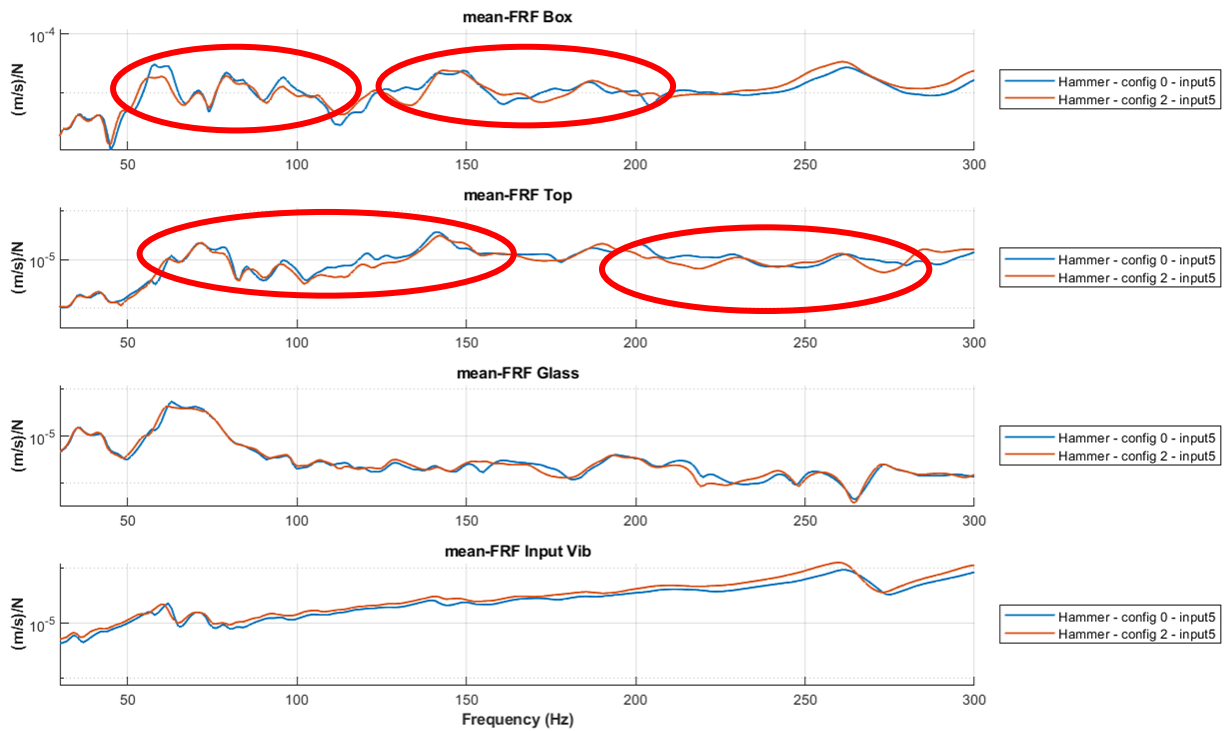 mean-FRF Box
10^-4
(m/s)/N
50 100 150 200 250 300
Hammer - config 0 - input5
Hammer - config 2 - input5
mean-FRF Top
10^-5
(m/s)/N
50 100 150 200 250 300
Hammer - config 0 - input5
Hammer - config 2 - input5
mean-FRF Glass
10^-5
(m/s)/N
50 100 150 200 250 300
Hammer - config 0 - input5
Hammer - config 2 - input5
mean-FRF Input Vib
10^-5
(m/s)/N
50 100 150 200 250 300
Frequency (Hz)
Hammer - config 0 - input5
Hammer - config 2 - input5